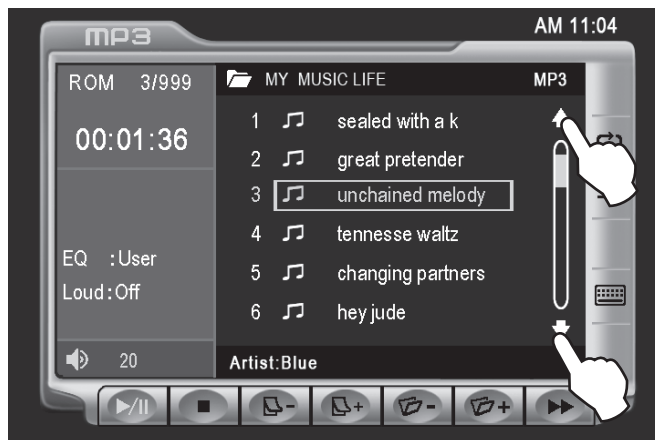 MP3
AM 11:04
ROM 3/999
00:01:36
EQ :User
Loud:Off
20
MY MUSIC LIFE MP3
1 sealed with a k
2 great pretender
3 unchained melody
4 tennesse waltz
5 changing partners
6 hey jude
Artist:Blue